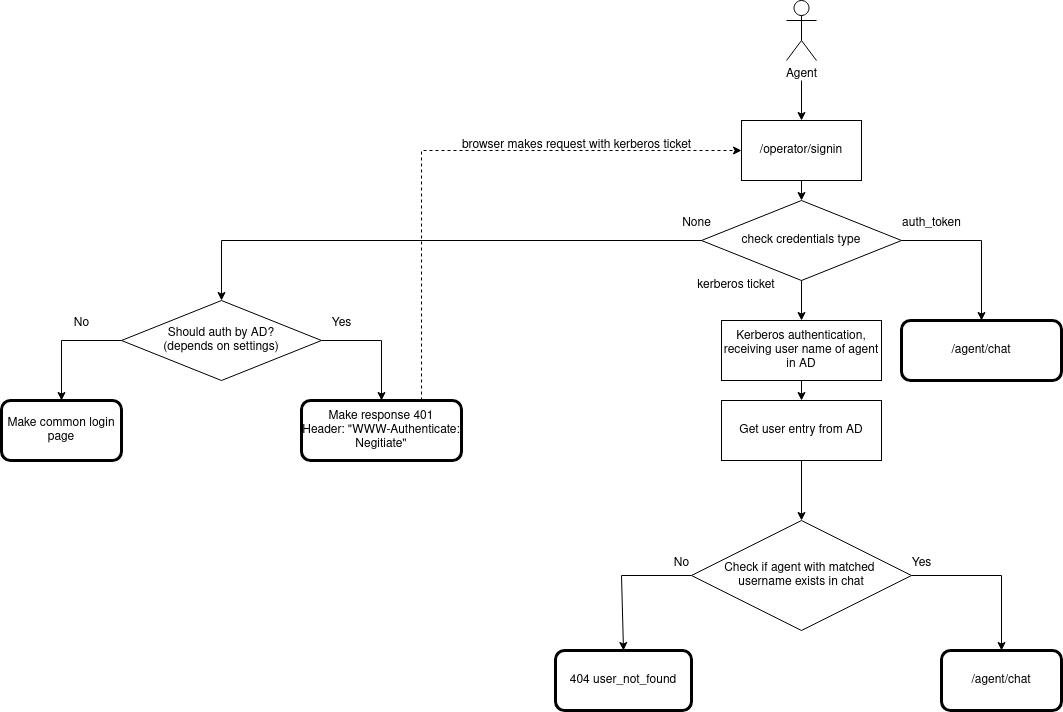 Agent
browser makes request with kerberos ticket
/operator/signin
None
auth_token
check credentials type
kerberos ticket
No
Yes
Should auth by AD?
(depends on settings)
Kerberos authentication,
receiving user name of agent
in AD
/agent/chat
Make common login
page
Make response 401
Header: "WWW-Authenticate:
Negitiate"
Get user entry from AD
No
Yes
Check if agent with matched
username exists in chat
404 user_not_found
/agent/chat